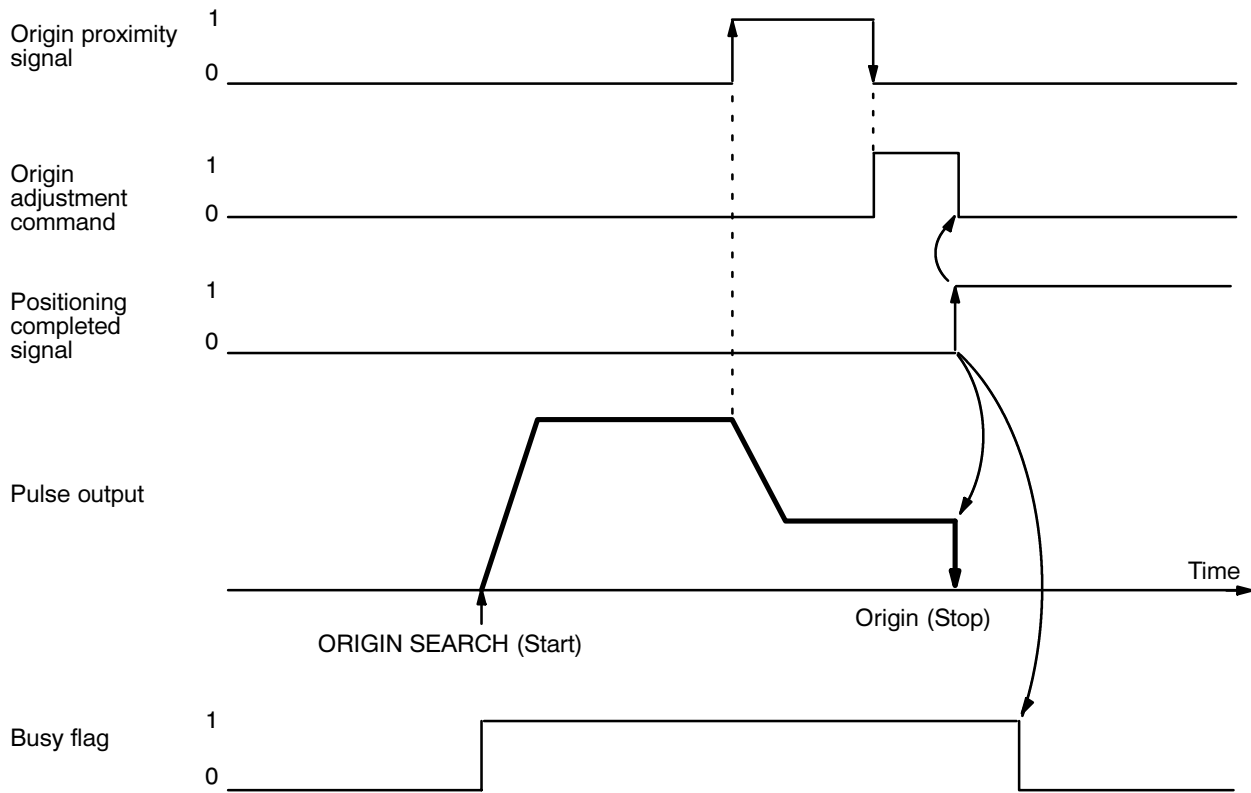 Origin proximity
signal
1
0
Origin
adjustment
command
1
0
Positioning
completed
signal
1
0
Pulse output
Time
ORIGIN SEARCH (Start)
Origin (Stop)
Busy flag
1
0